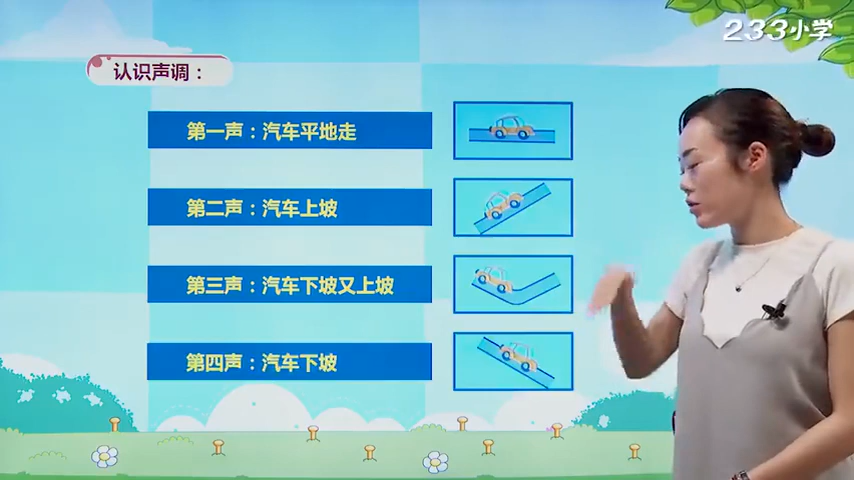 233小学
认识声调：
第一声：汽车平地走
第二声：汽车上坡
第三声：汽车下坡又上坡
第四声：汽车下坡